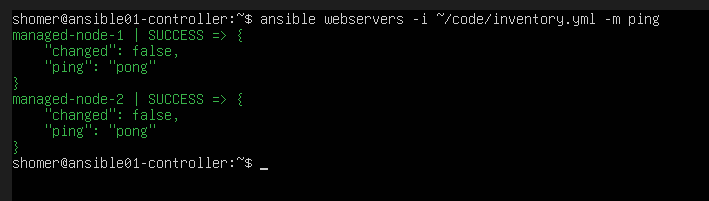 shomer@ansible01-controller:~$ ansible webservers -i ~/code/inventory.yml -m ping
managed-node-1 | SUCCESS => {
    "changed": false,
    "ping": "pong"
}
managed-node-2 | SUCCESS => {
    "changed": false,
    "ping": "pong"
}
shomer@ansible01-controller:~$ _